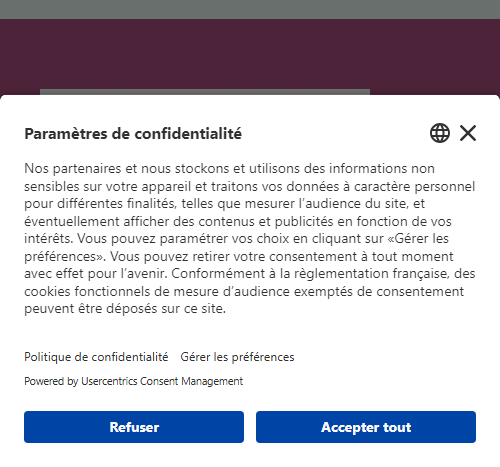 Paramètres de confidentialité
Nos partenaires et nous stockons et utilisons des informations non
sensibles sur votre appareil et traitons vos données à caractère personnel
pour différentes finalités, telles que mesurer l'audience du site, et
éventuellement afficher des contenus et publicités en fonction de vos
intérêts. Vous pouvez paramétrer vos choix en cliquant sur «Gérer les
préférences». Vous pouvez retirer votre consentement à tout moment
avec effet pour l'avenir. Conformément à la règlementation française, des
cookies fonctionnels de mesure d'audience exemptés de consentement
peuvent être déposés sur ce site.
Politique de confidentialité Gérer les préférences
Powered by Usercentrics Consent Management
Refuser Accepter tout